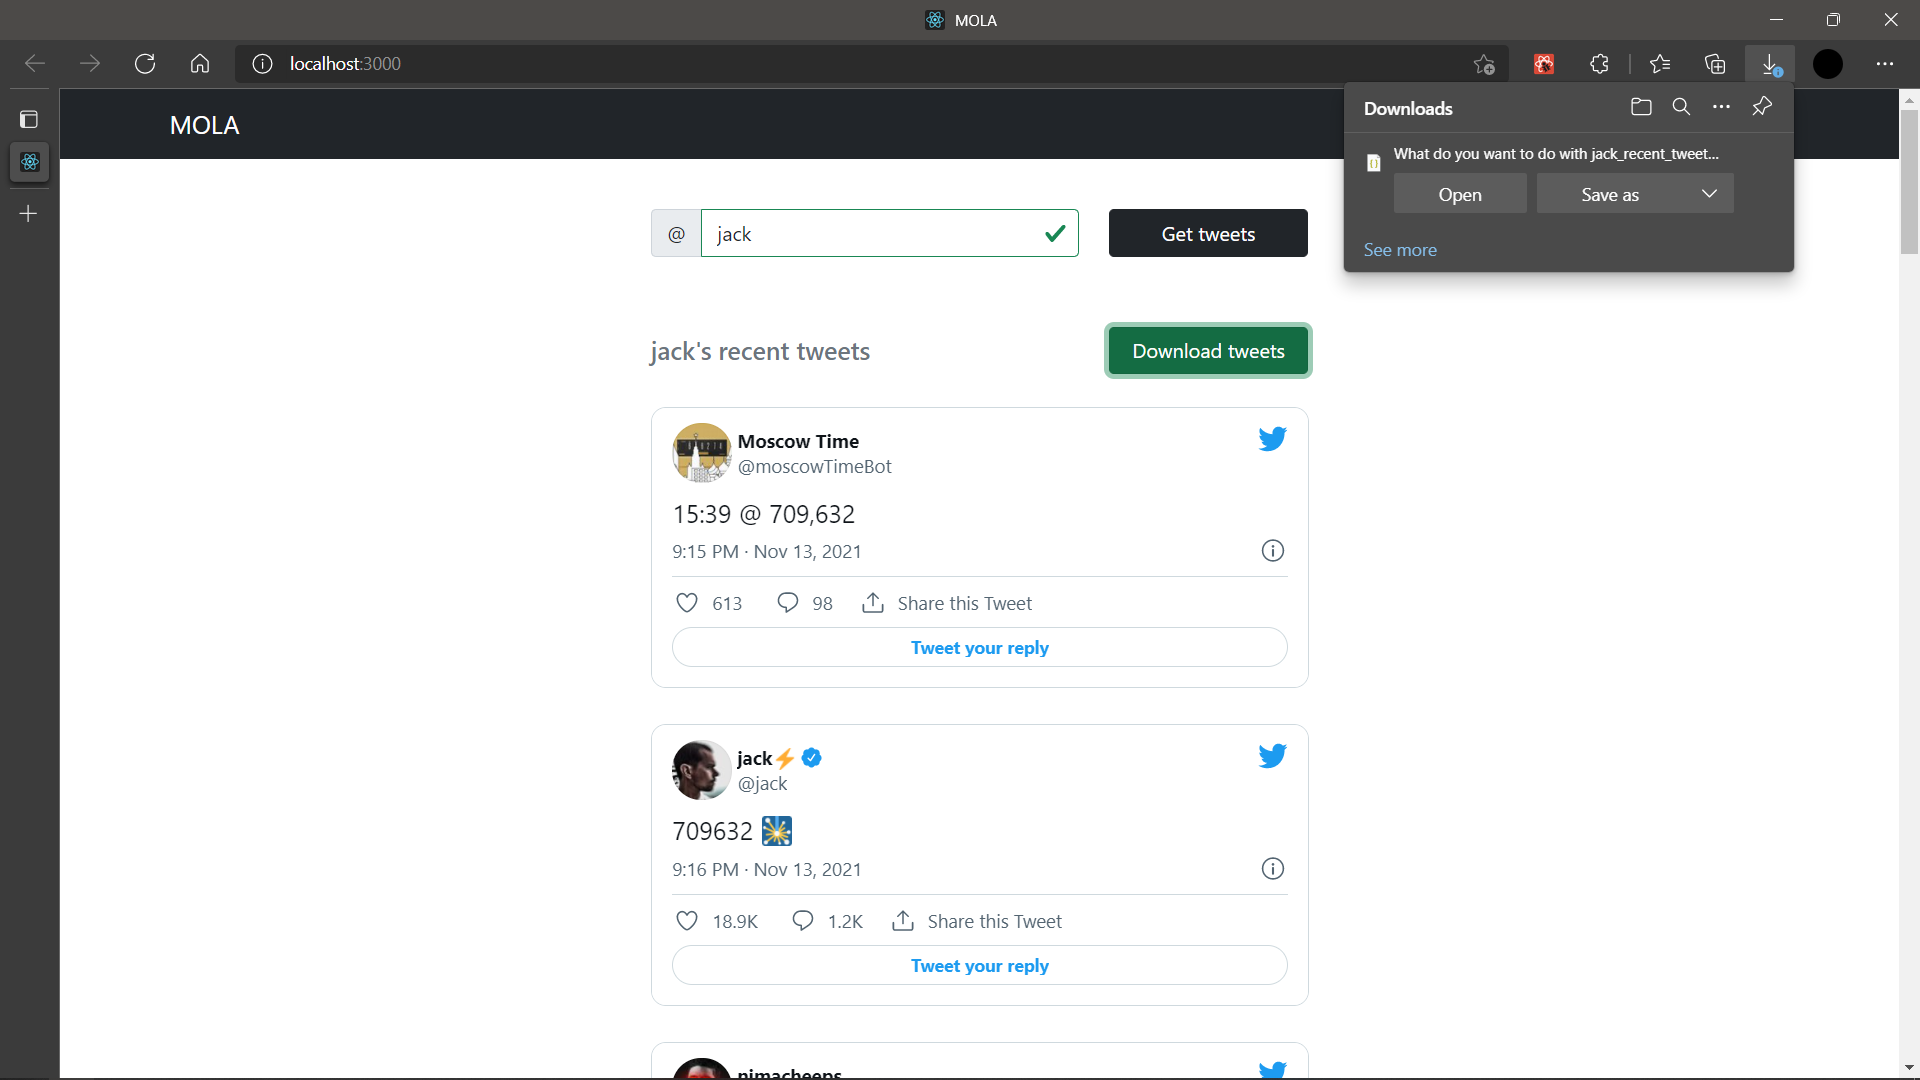 MOLA
localhost:3000
MOLA
Downloads
What do you want to do with jack_recent_tweet...
Open
Save as
See more
@
jack
Get tweets
jack's recent tweets
Download tweets
Moscow Time
@moscowTimeBot
15:39 @ 709,632
9:15 PM · Nov 13, 2021
613
98
Share this Tweet
Tweet your reply
jack⚡
@jack
709632 🎇
9:16 PM · Nov 13, 2021
18.9K
1.2K
Share this Tweet
Tweet your reply
nimacheeps